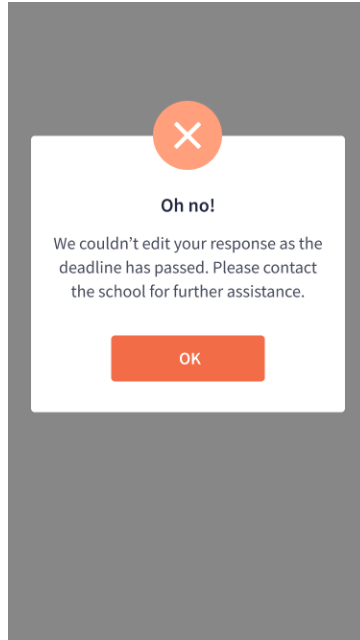 Oh no!
We couldn’t edit your response as the
deadline has passed. Please contact
the school for further assistance.
OK